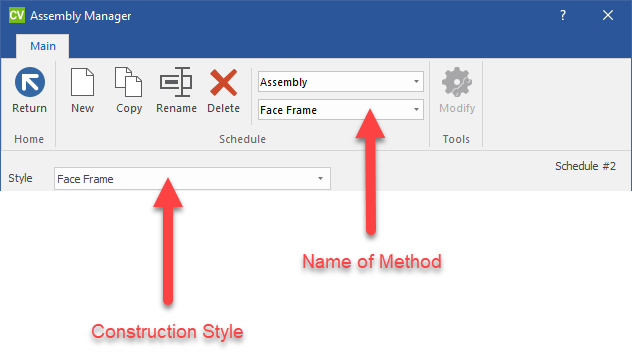 CV Assembly Manager ?
Main
Return New Copy Rename Delete Assembly Modify
Face Frame
Home Schedule Tools
Schedule #2
Style Face Frame
Name of Method
Construction Style